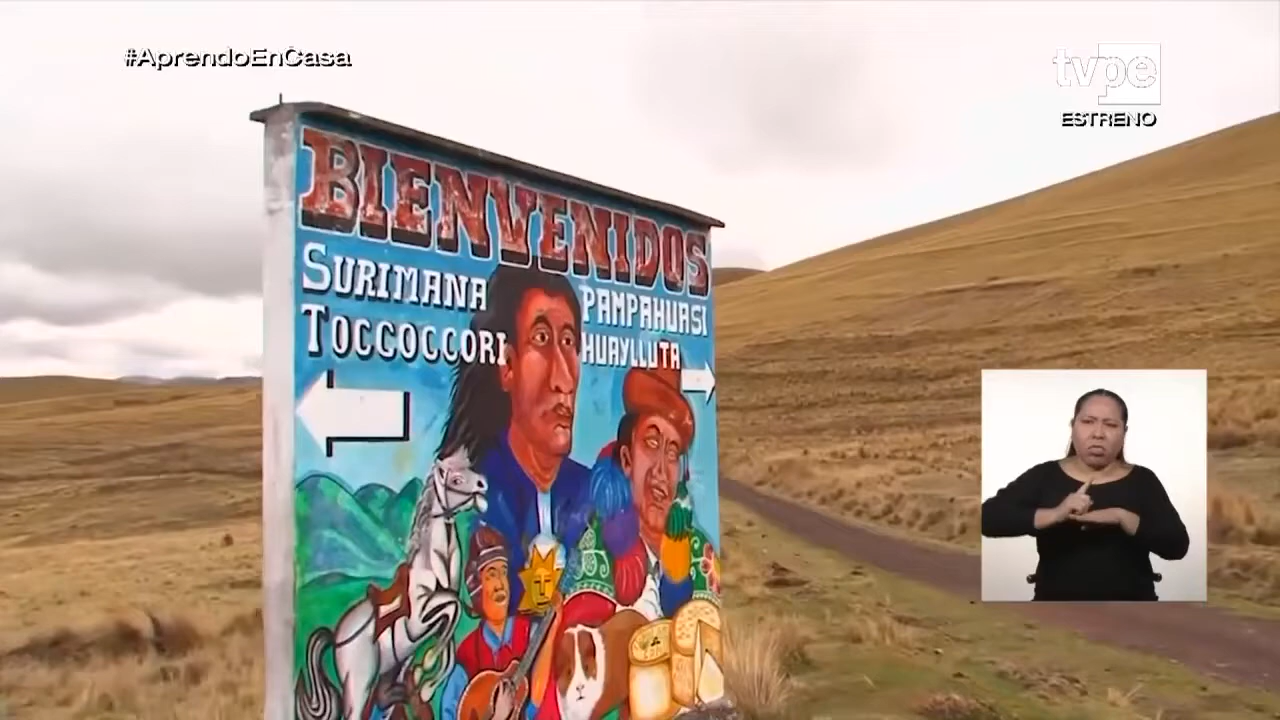 #AprendoEnCasa
tvpe
ESTRENO
BIENVENIDOS
SURIMANA
TOCCOCCORI
PAMPAHUASI
HUAYLLUTA